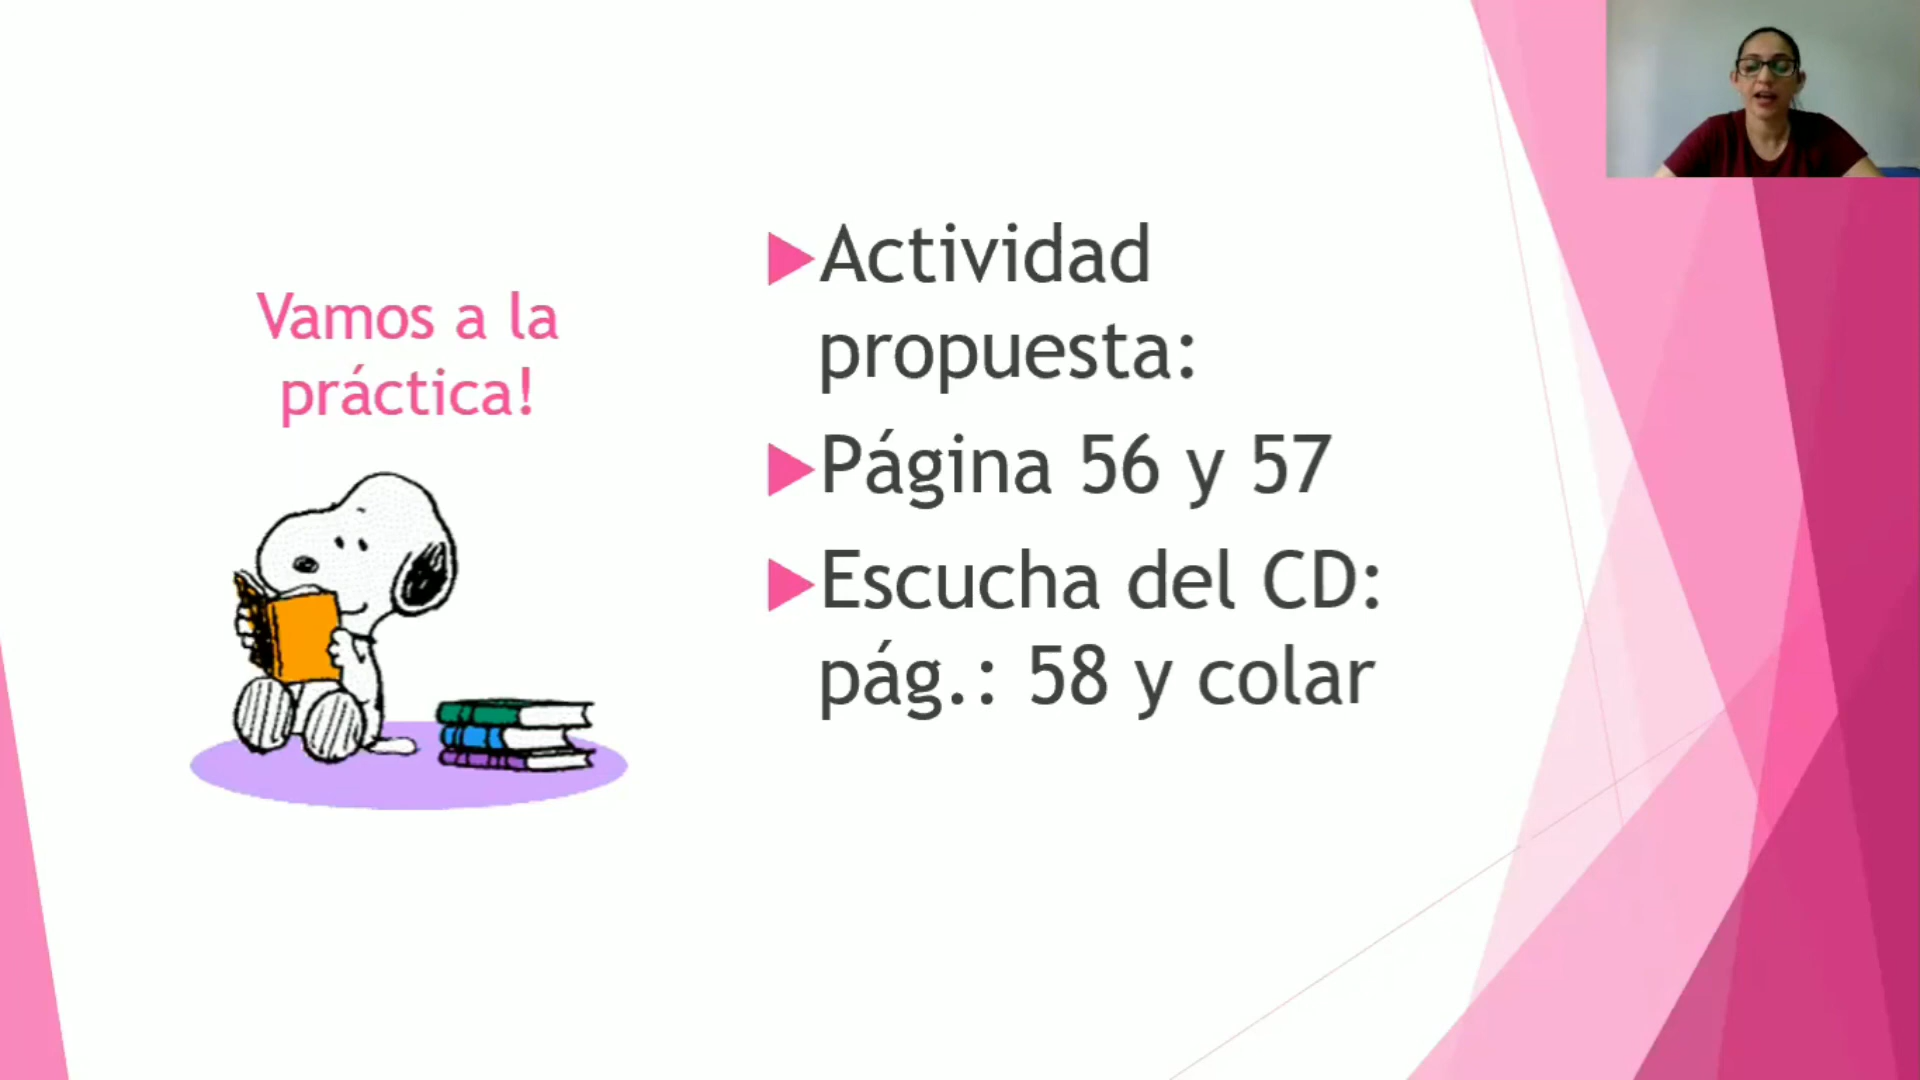 Vamos a la
práctica!
Actividad
propuesta:
Página 56 y 57
Escucha del CD:
pág.: 58 y colar